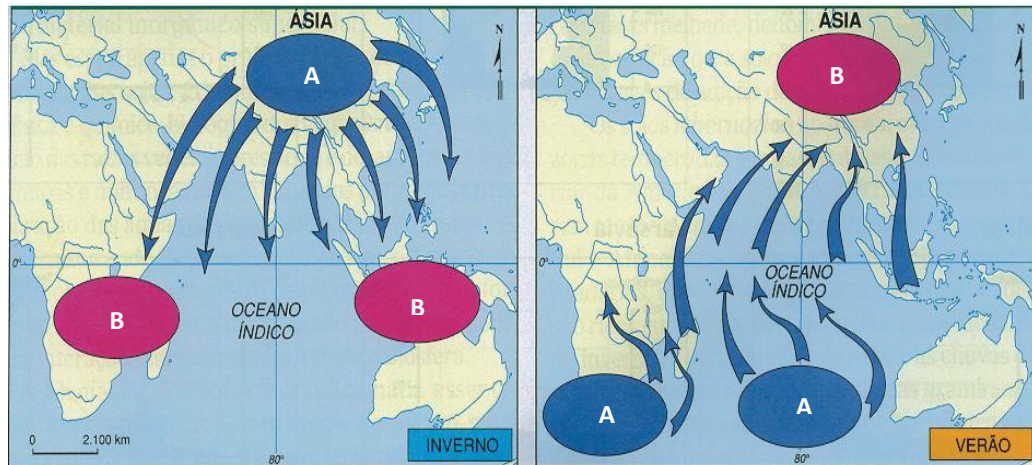 ÁSIA
A
N
B
B
0°
OCEANO
ÍNDICO
0
2.100 km
80°
INVERNO
ÁSIA
B
N
0°
OCEANO
ÍNDICO
A
A
80°
VERÃO